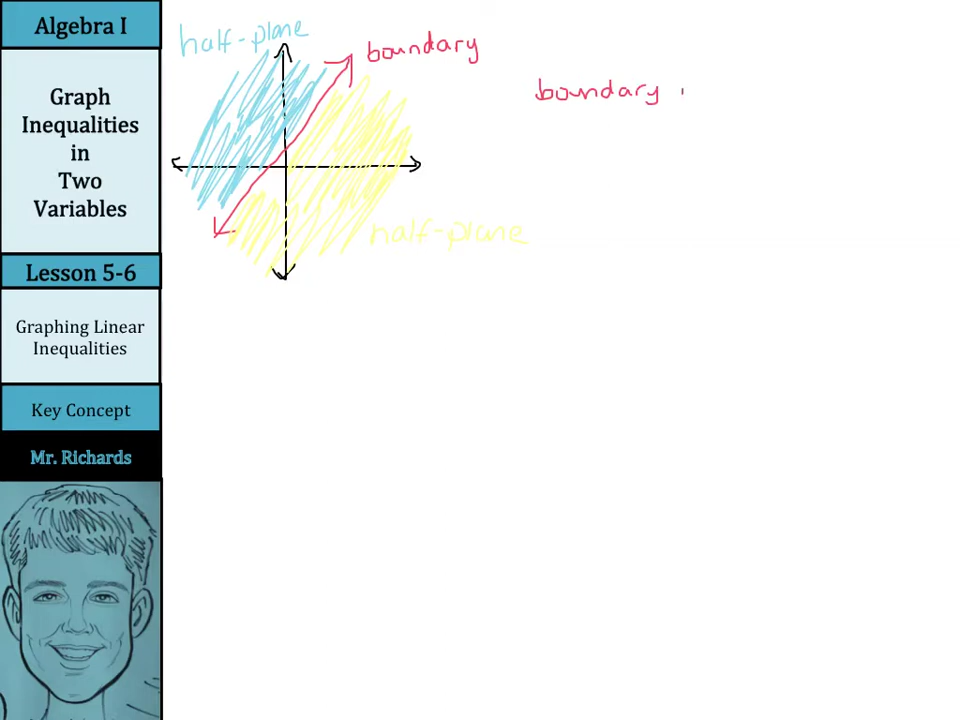 Algebra I
Graph
Inequalities
in
Two
Variables
Lesson 5-6
Graphing Linear
Inequalities
Key Concept
Mr. Richards
half-plane
boundary
boundary
half-plane